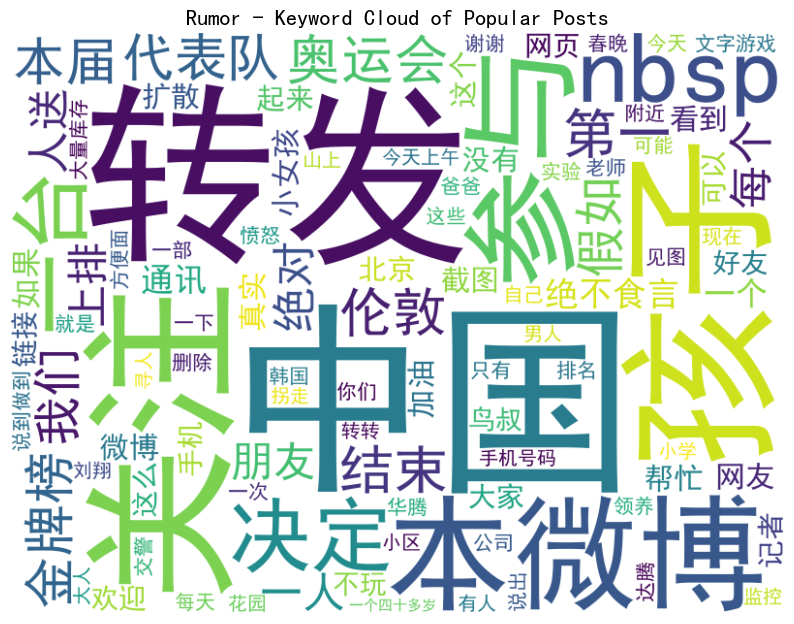 Rumor - Keyword Cloud of Popular Posts
本届
代表队
奥运会
谢谢
网页
春晚
今天
文字游戏
nbsp
人送
大量库存
扩散
起来
这个
与
第一
附近
看到
每个
转发
小女孩
今天上午
没有
老师
可能
爸爸
实验
可以
一台
上排
方便面
一部
愤怒
这些
参
假如
孩子
如果
通讯
真实
绝对
北京
截图
见图
现在
好友
伦敦
自己
绝不食言
一个
链接
就是
一下
关注
中国
男人
说到做到
我们
寻人
删除
韩国
拐走
你们
加油
只有
排名
鸟叔
转转
手机号码
小学
微博
手机
朋友
结束
大家
帮忙
网友
金牌榜
刘翔
这么
一次
决定
华腾
本微博
领养
记者
交警
小区
公司
大人
欢迎
每天
花园
一人
不玩
一个四十多岁
有人
说出
达腾
监控